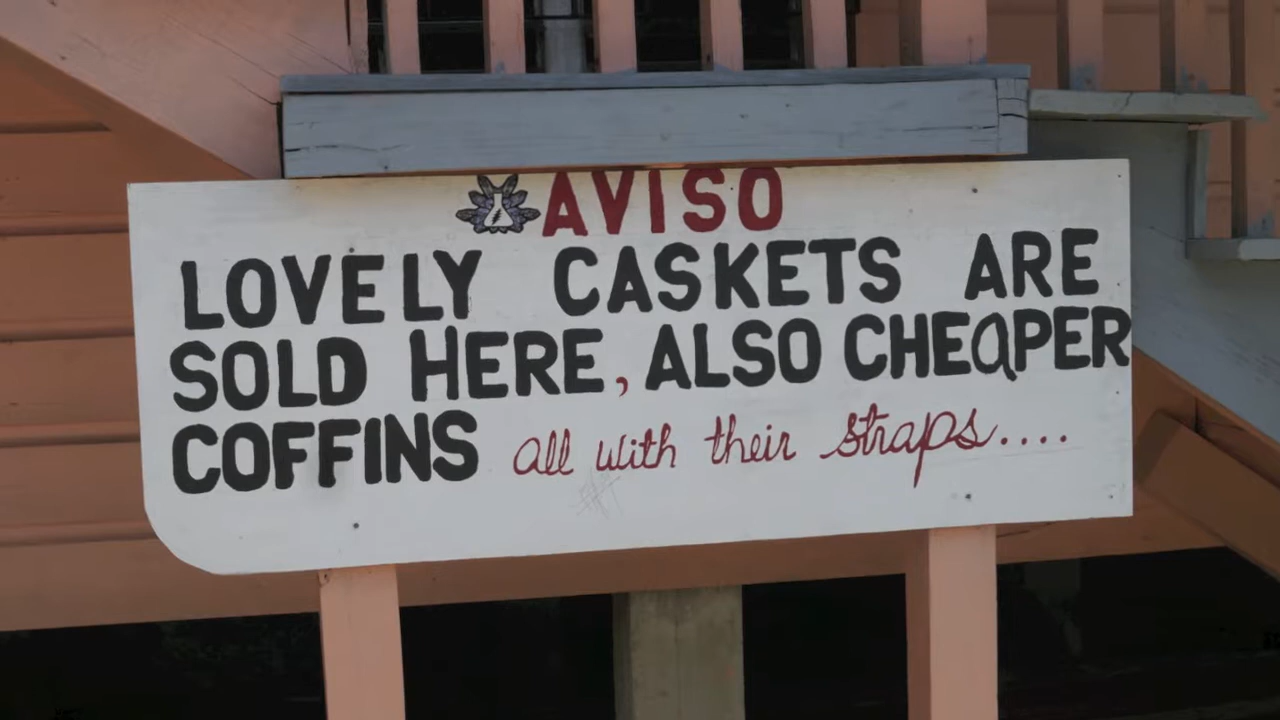 AVISO
LOVELY CASKETS ARE
SOLD HERE, ALSO CHEAPER
COFFINS all with their straps....